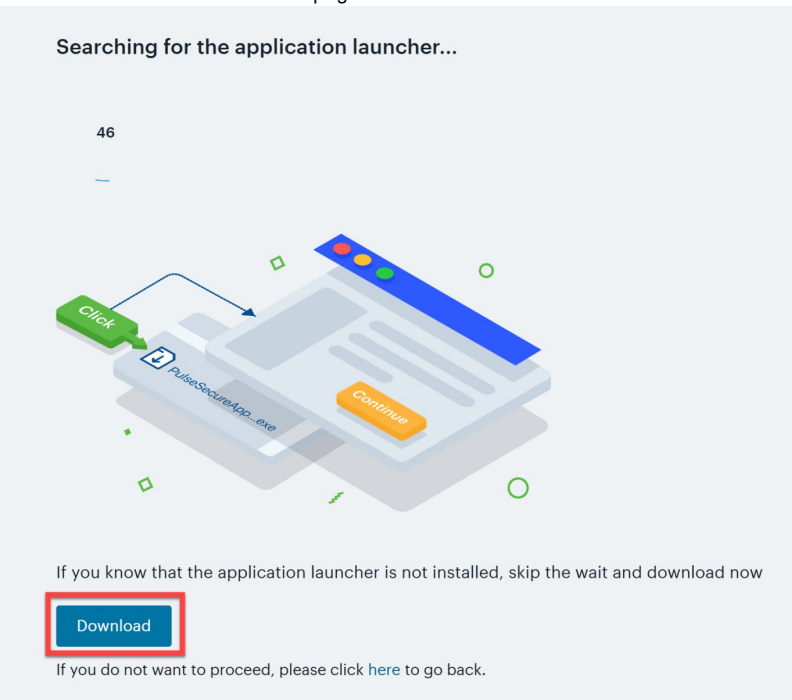 Searching for the application launcher...
46
Click
PulseSecureApp...exe
Continue
If you know that the application launcher is not installed, skip the wait and download now
Download
If you do not want to proceed, please click here to go back.